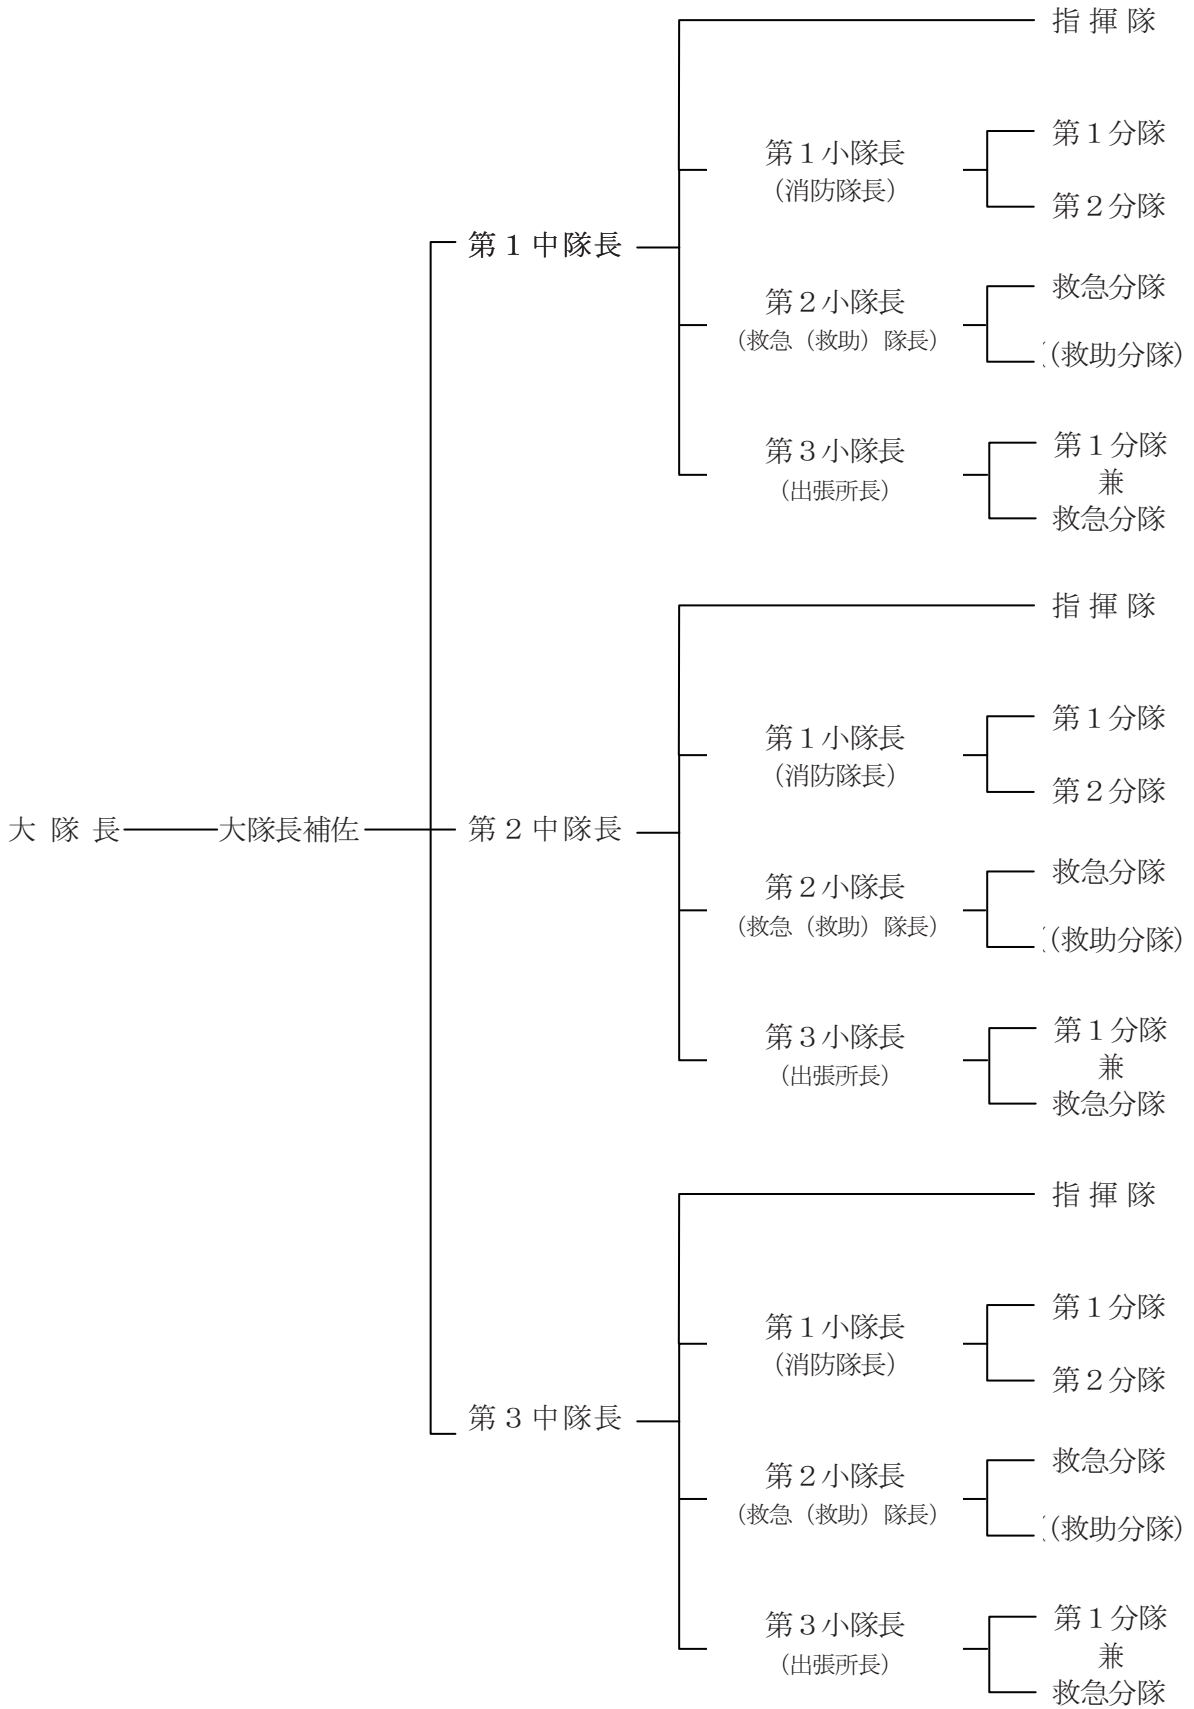 指 揮 隊
第１小隊長
（消防隊長）
第１分隊
第２分隊
第１中隊長
第２小隊長
（救急（救助）隊長）
救急分隊
（(救助分隊)
第３小隊長
（出張所長）
第１分隊
兼
救急分隊
指 揮 隊
第１小隊長
（消防隊長）
第１分隊
第２分隊
大 隊 長
大隊長補佐
第２中隊長
第２小隊長
（救急（救助）隊長）
救急分隊
（(救助分隊)
第３小隊長
（出張所長）
第１分隊
兼
救急分隊
指 揮 隊
第１小隊長
（消防隊長）
第１分隊
第２分隊
第３中隊長
第２小隊長
（救急（救助）隊長）
救急分隊
（(救助分隊)
第３小隊長
（出張所長）
第１分隊
兼
救急分隊